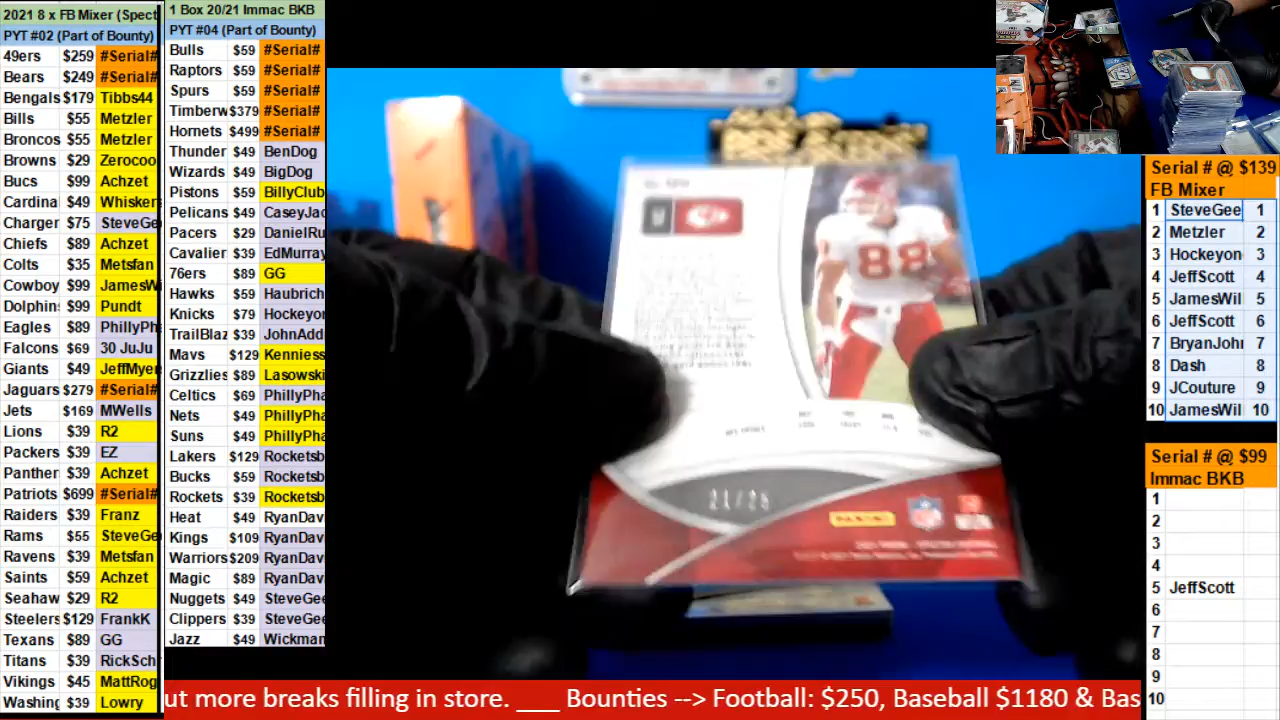 2021 8 x FB Mixer (Spect
PYT #02 (Part of Bounty)
49ers $259 #Serial#
Bears $249 #Serial#
Bengals $179 Tibbs44
Bills $55 Metzler
Broncos $55 Metzler
Browns $29 Zerocoo
Bucs $99 Achzet
Cardina $49 Whiskers
Charger $75 SteveGe
Chiefs $89 Achzet
Colts $35 Metsfan
Cowboy $99 JamesWi
Dolphins $99 Pundt
Eagles $89 PhillyPh
Falcons $69 30 JuJu
Giants $49 JeffMyer
Jaguars $279 #Serial#
Jets $169 MWells
Lions $39 R2
Packers $39 EZ
Panther $39 Achzet
Patriots $699 #Serial#
Raiders $39 Franz
Rams $55 SteveGe
Ravens $39 Metsfan
Saints $59 Achzet
Seahaw $29 R2
Steelers $129 FrankK
Texans $89 GG
Titans $39 RickSch
Vikings $45 MattRog
Washing $39 Lowry
1 Box 20/21 Immac BKB
PYT #04 (Part of Bounty)
Bulls $59 #Serial#
Raptors $59 #Serial#
Spurs $59 #Serial#
Timberw $379 #Serial#
Hornets $499 #Serial#
Thunder $49 BenDog
Wizards $49 BigDog
Pistons $59 BillyClub
Pelicans $49 CaseyJac
Pacers $29 DanielRu
Cavalier $39 EdMurray
76ers $89 GG
Hawks $59 Haubrich
Knicks $79 Hockeyor
TrailBlaz $39 JohnAdd
Mavs $129 Kenniess
Grizzlies $89 Lasowski
Celtics $69 PhillyPha
Nets $49 PhillyPha
Suns $49 PhillyPha
Lakers $129 Rocketsb
Bucks $59 Rocketsb
Rockets $39 Rocketsb
Heat $49 RyanDav
Kings $109 RyanDav
Warriors $209 RyanDav
Magic $89 RyanDav
Nuggets $49 SteveGee
Clippers $39 SteveGee
Jazz $49 Wickman
88
21/25
PANINI
NFL
Serial # @ $139
FB Mixer
1 SteveGee 1
2 Metzler 2
3 Hockeyon 3
4 JeffScott 4
5 JamesWil 5
6 JeffScott 6
7 BryanJohn 7
8 Dash 8
9 JCouture 9
10 JamesWil 10
Serial # @ $99
Immac BKB
1
2
3
4
5 JeffScott
6
7
8
9
10
ut more breaks filling in store. ___ Bounties --> Football: $250, Baseball $1180 & Bas